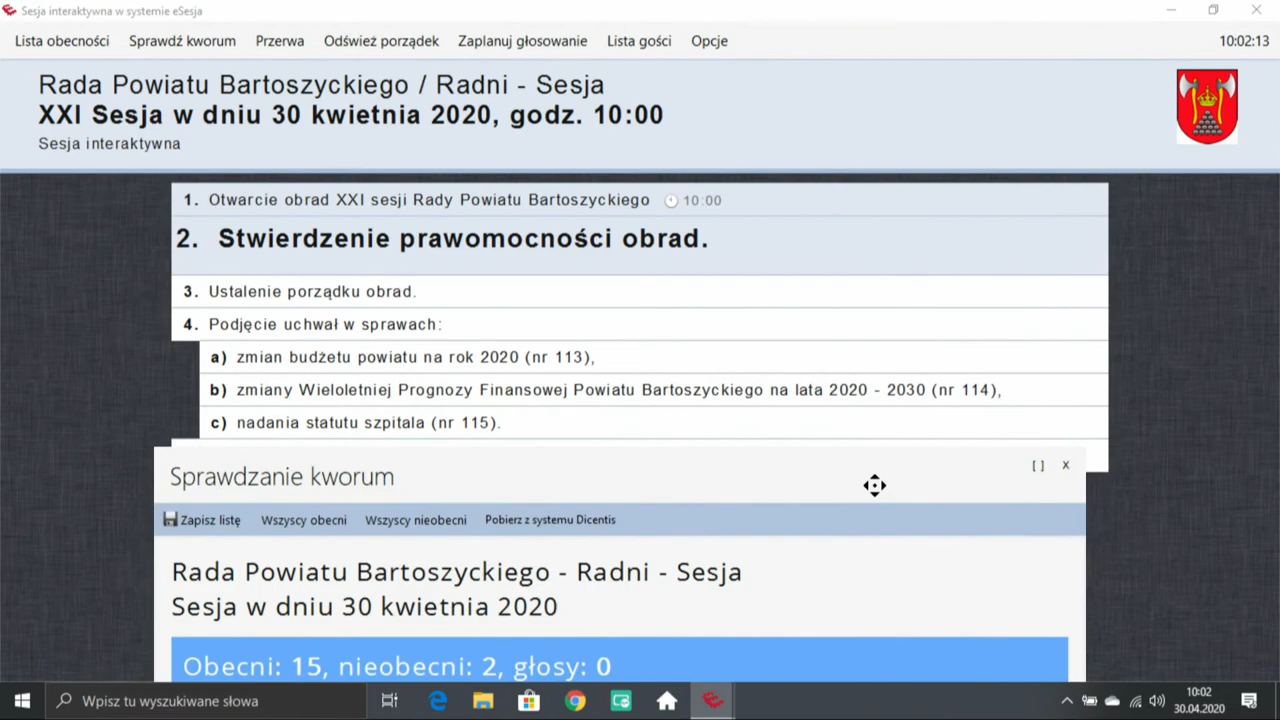 Sesja interaktywna w systemie eSesja
Lista obecności Sprawdź kworum Przerwa Odśwież porządek Zaplanuj głosowanie Lista gości Opcje 10:02:13
Rada Powiatu Bartoszyckiego / Radni - Sesja
XXI Sesja w dniu 30 kwietnia 2020, godz. 10:00
Sesja interaktywna
1. Otwarcie obrad XXI sesji Rady Powiatu Bartoszyckiego 10:00
2. Stwierdzenie prawomocności obrad.
3. Ustalenie porządku obrad.
4. Podjęcie uchwał w sprawach:
a) zmian budżetu powiatu na rok 2020 (nr 113),
b) zmiany Wieloletniej Prognozy Finansowej Powiatu Bartoszyckiego na lata 2020 - 2030 (nr 114),
c) nadania statutu szpitala (nr 115).
Sprawdzanie kworum [ ] X
Zapisz listę Wszyscy obecni Wszyscy nieobecni Pobierz z systemu Dicentis
Rada Powiatu Bartoszyckiego - Radni - Sesja
Sesja w dniu 30 kwietnia 2020
Obecni: 15, nieobecni: 2, głosy: 0
Wpisz tu wyszukiwane słowa
10:02
30.04.2020